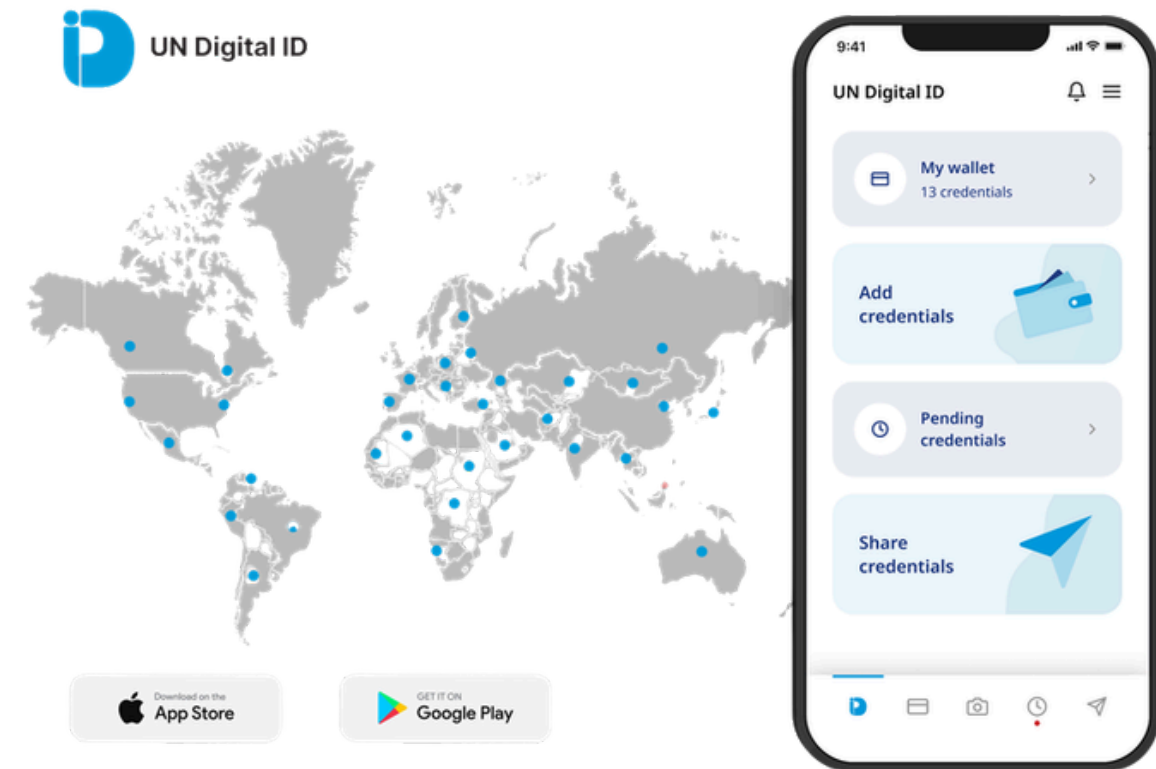 UN Digital ID
Download on the
App Store
GET IT ON
Google Play
9:41
UN Digital ID
My wallet
13 credentials
Add
credentials
Pending
credentials
Share
credentials